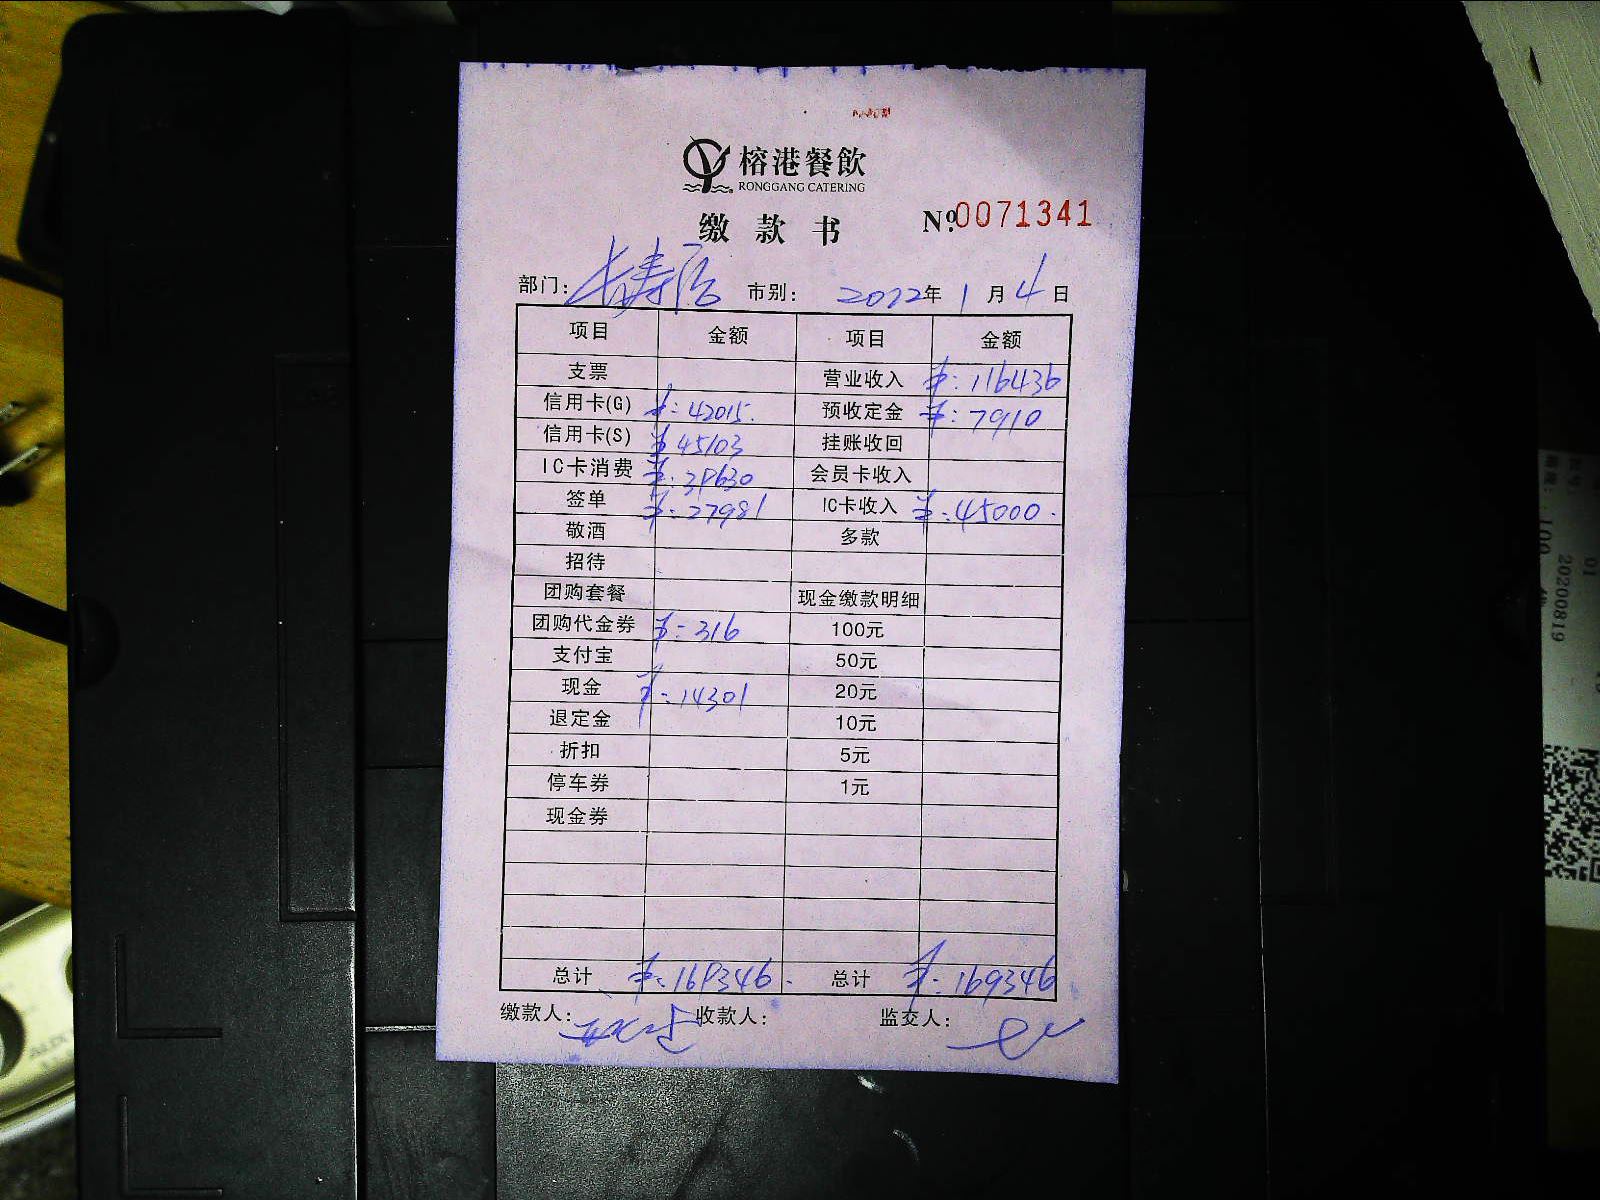 榕港餐飲
RONGGANG CATERING
缴款书 №0071341
部门: 长寿 市别: 2022年 1月 4日
项目 金额 项目 金额
支票 营业收入 ¥:116436
信用卡(G) ¥:42015. 预收定金 ¥:7910
信用卡(S) ¥45103 挂账收回
IC卡消费 ¥:39630 会员卡收入
签单 ¥:27981 IC卡收入 ¥:45000.
敬酒 多款
招待
团购套餐 现金缴款明细
团购代金券 ¥:316 100元
支付宝 50元
现金 ¥:14301 20元
退定金 10元
折扣 5元
停车券 1元
现金券
总计 ¥:169346. 总计 ¥:169346
缴款人: 收款人: 监交人:
20200819